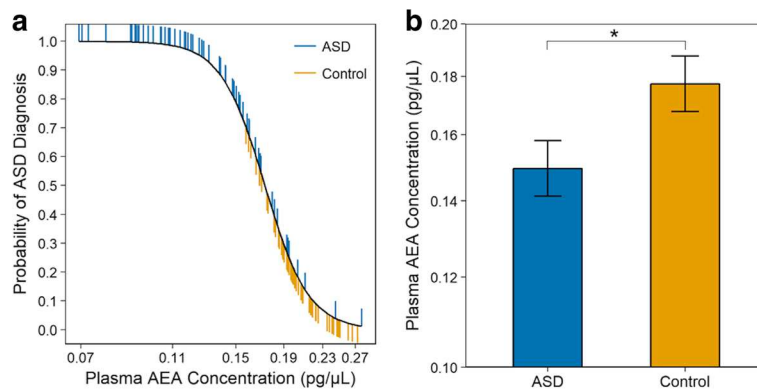 a
Probability of ASD Diagnosis
1.0
0.9
0.8
0.7
0.6
0.5
0.4
0.3
0.2
0.1
0.0
ASD
Control
0.07 0.11 0.15 0.19 0.23 0.27
Plasma AEA Concentration (pg/µL)
b
Plasma AEA Concentration (pg/µL)
0.20
0.18
0.16
0.14
0.12
0.10
*
ASD Control